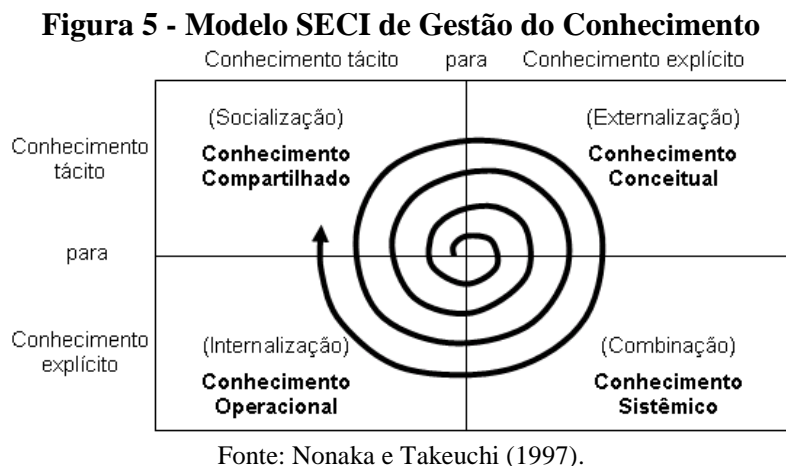 Figura 5 - Modelo SECI de Gestão do Conhecimento
Conhecimento tácito para Conhecimento explícito
Conhecimento
tácito
(Socialização)
Conhecimento
Compartilhado
(Externalização)
Conhecimento
Conceitual
para
Conhecimento
explícito
(Internalização)
Conhecimento
Operacional
(Combinação)
Conhecimento
Sistêmico
Fonte: Nonaka e Takeuchi (1997).